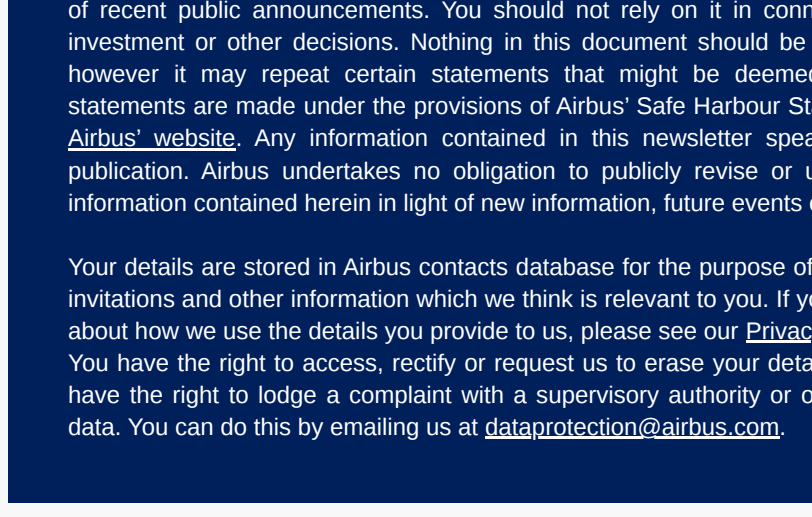 of recent public announcements. You should not rely on it in
investment or other decisions. Nothing in this document should be
however it may repeat certain statements that might be
statements are made under the provisions of Airbus’ Safe Harbour
Airbus’ website. Any information contained in this newsletter
publication. Airbus undertakes no obligation to publicly revise or
information contained herein in light of new information, future events
Your details are stored in Airbus contacts database for the purpose of
invitations and other information which we think is relevant to you. If
about how we use the details you provide to us, please see our
You have the right to access, rectify or request us to erase your
have the right to lodge a complaint with a supervisory authority or
data. You can do this by emailing us at dataprotection@airbus.com.